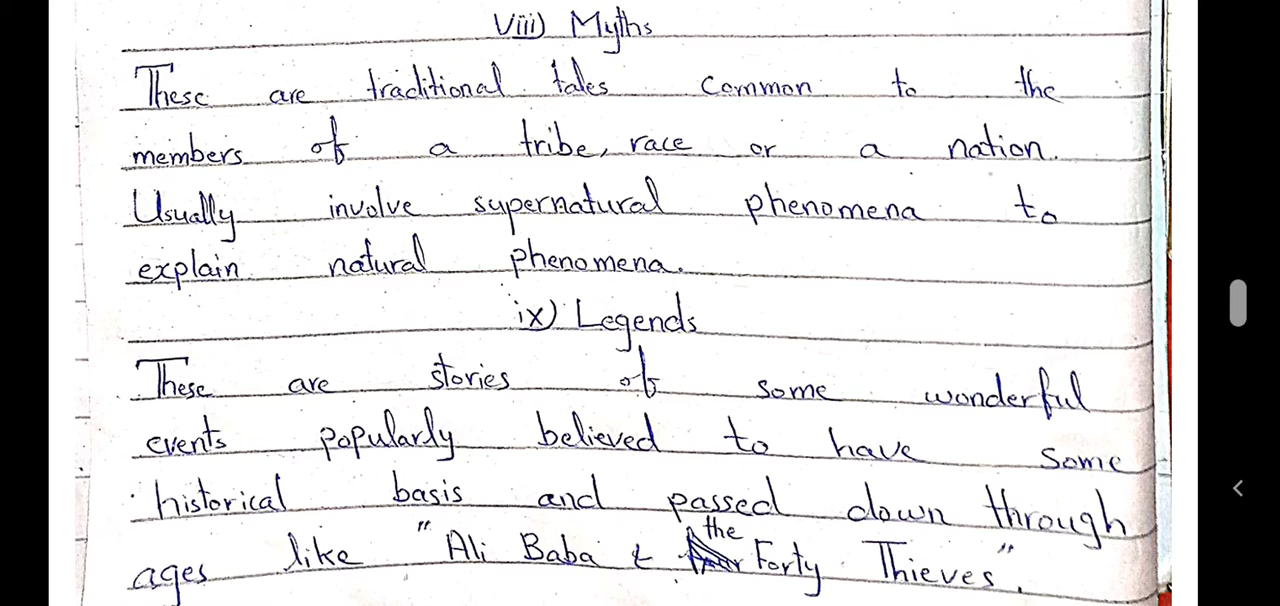 Viii) Myths
These are traditional tales common to the
members of a tribe, race or a nation.
Usually involve supernatural phenomena to
explain natural phenomena.
ix) Legends
These are stories of some wonderful
events popularly believed to have some
historical basis and passed down through
ages like "Ali Baba & the Forty Thieves".